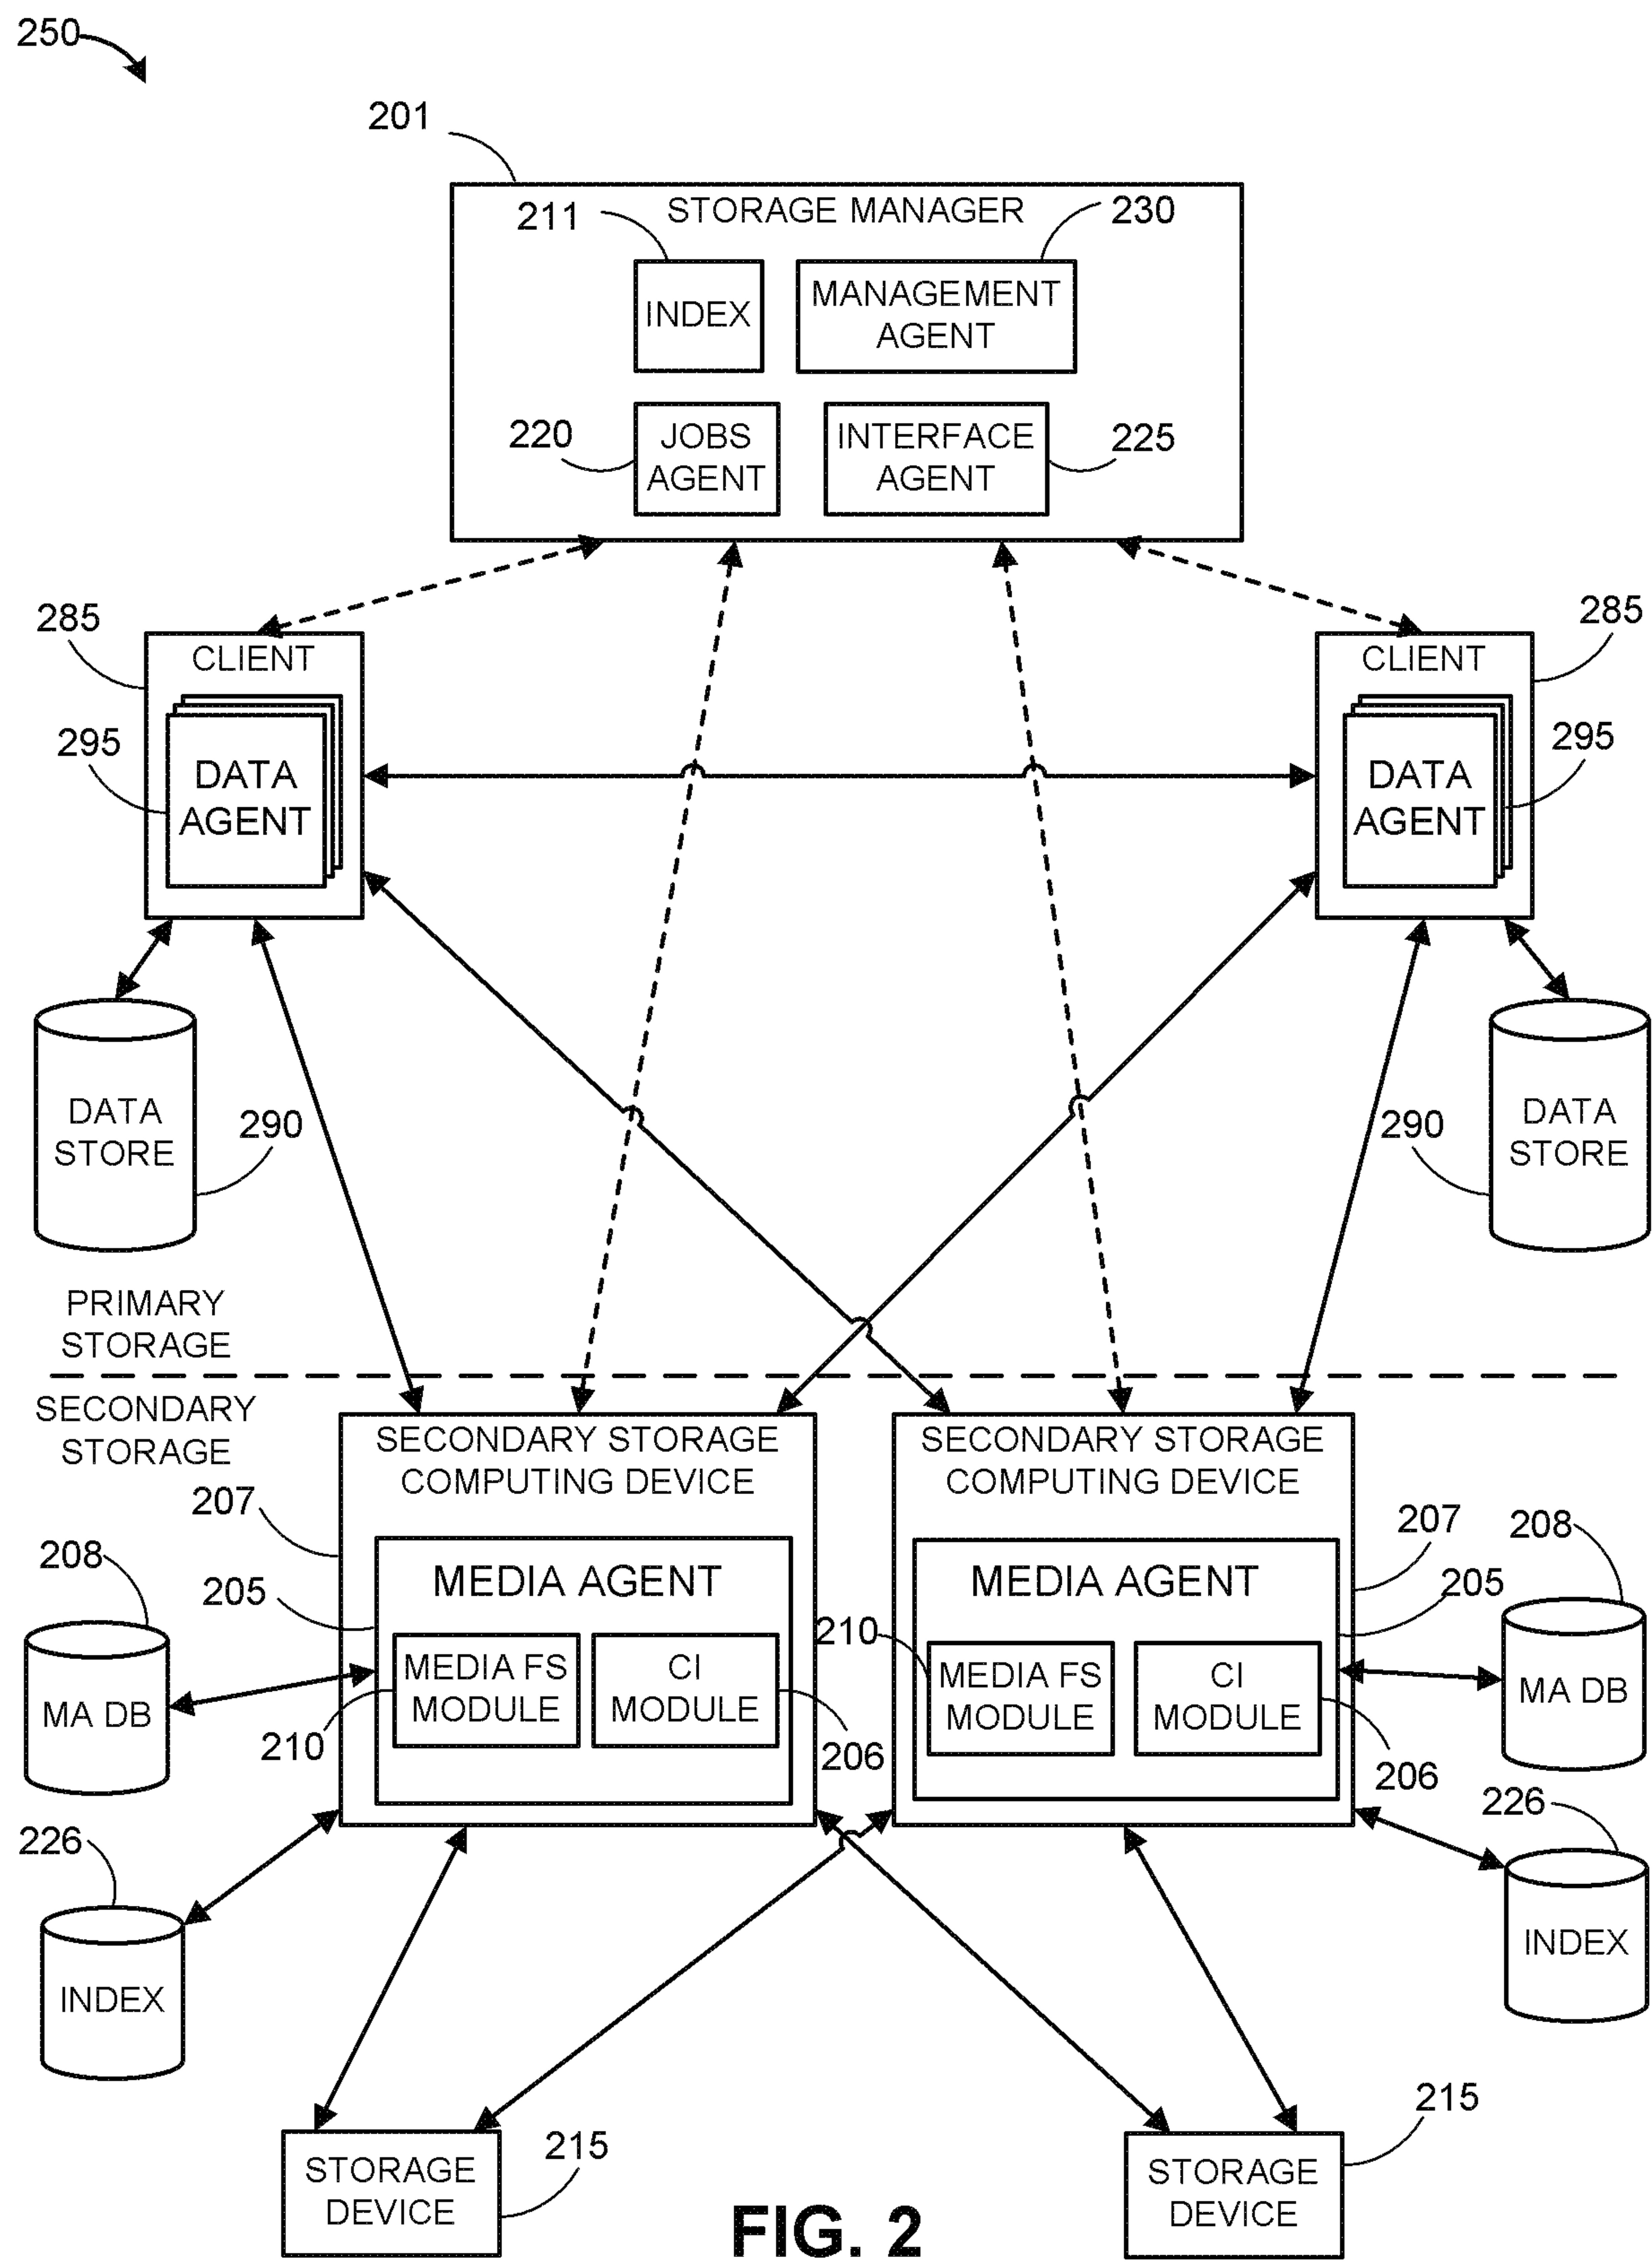 250
201
STORAGE MANAGER
211
230
INDEX
MANAGEMENT
AGENT
220
JOBS
AGENT
INTERFACE
AGENT
225
285
CLIENT
295
DATA
AGENT
285
CLIENT
295
DATA
AGENT
DATA
STORE
290
290
DATA
STORE
PRIMARY
STORAGE
SECONDARY
STORAGE
SECONDARY STORAGE
COMPUTING DEVICE
207
MEDIA AGENT
205
MEDIA FS
MODULE
210
CI
MODULE
206
208
MA DB
226
INDEX
SECONDARY STORAGE
COMPUTING DEVICE
207
MEDIA AGENT
205
210
MEDIA FS
MODULE
CI
MODULE
206
208
MA DB
226
INDEX
STORAGE
DEVICE
215
STORAGE
DEVICE
215
FIG. 2